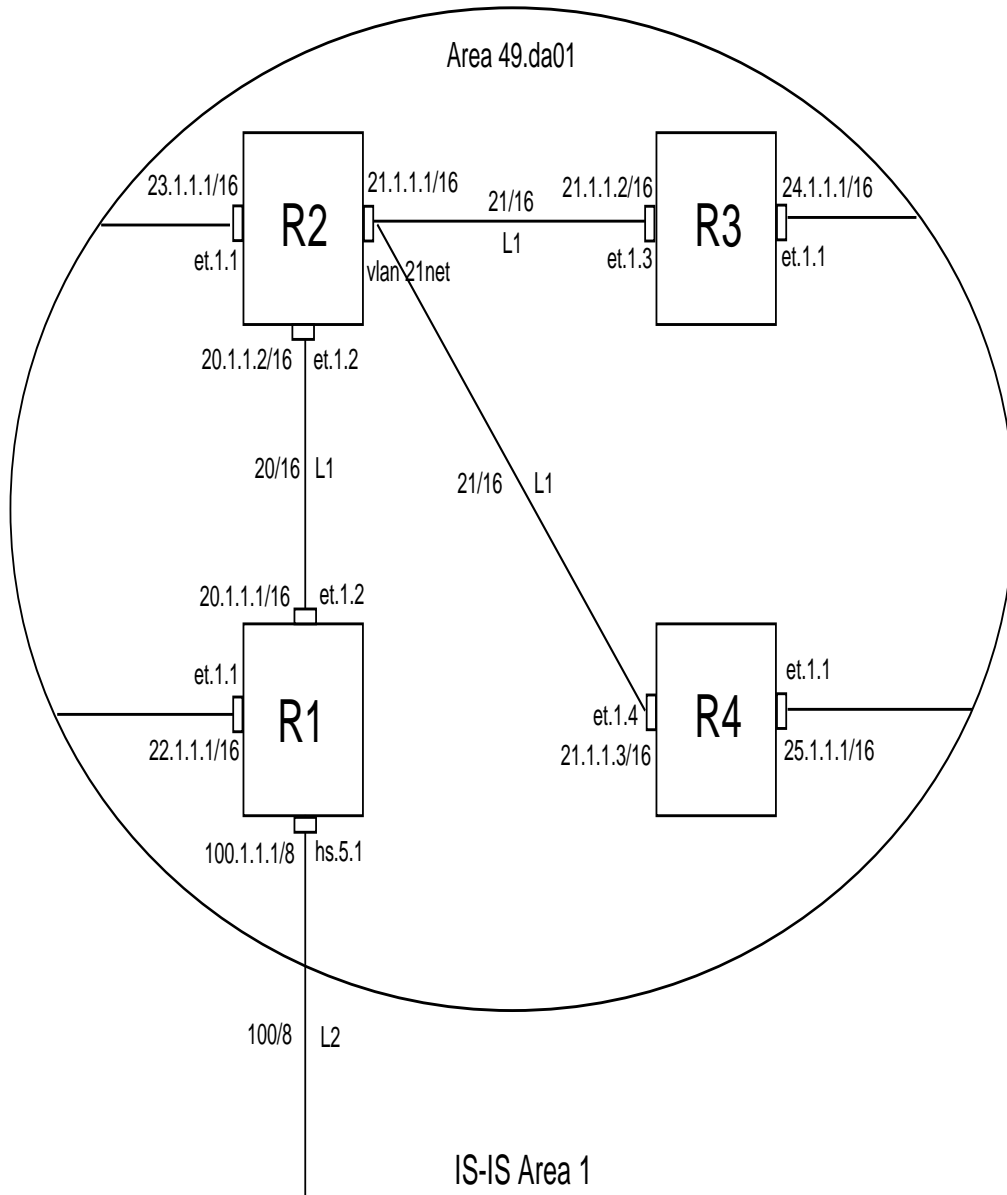 Area 49.da01
23.1.1.1/16
21.1.1.1/16
21/16
21.1.1.2/16
24.1.1.1/16
R2
R3
L1
et.1.1
vlan 21net
et.1.3
et.1.1
20.1.1.2/16
et.1.2
20/16
L1
21/16
L1
20.1.1.1/16
et.1.2
et.1.1
et.1.1
R1
R4
et.1.4
22.1.1.1/16
21.1.1.3/16
25.1.1.1/16
100.1.1.1/8
hs.5.1
100/8
L2
IS-IS Area 1